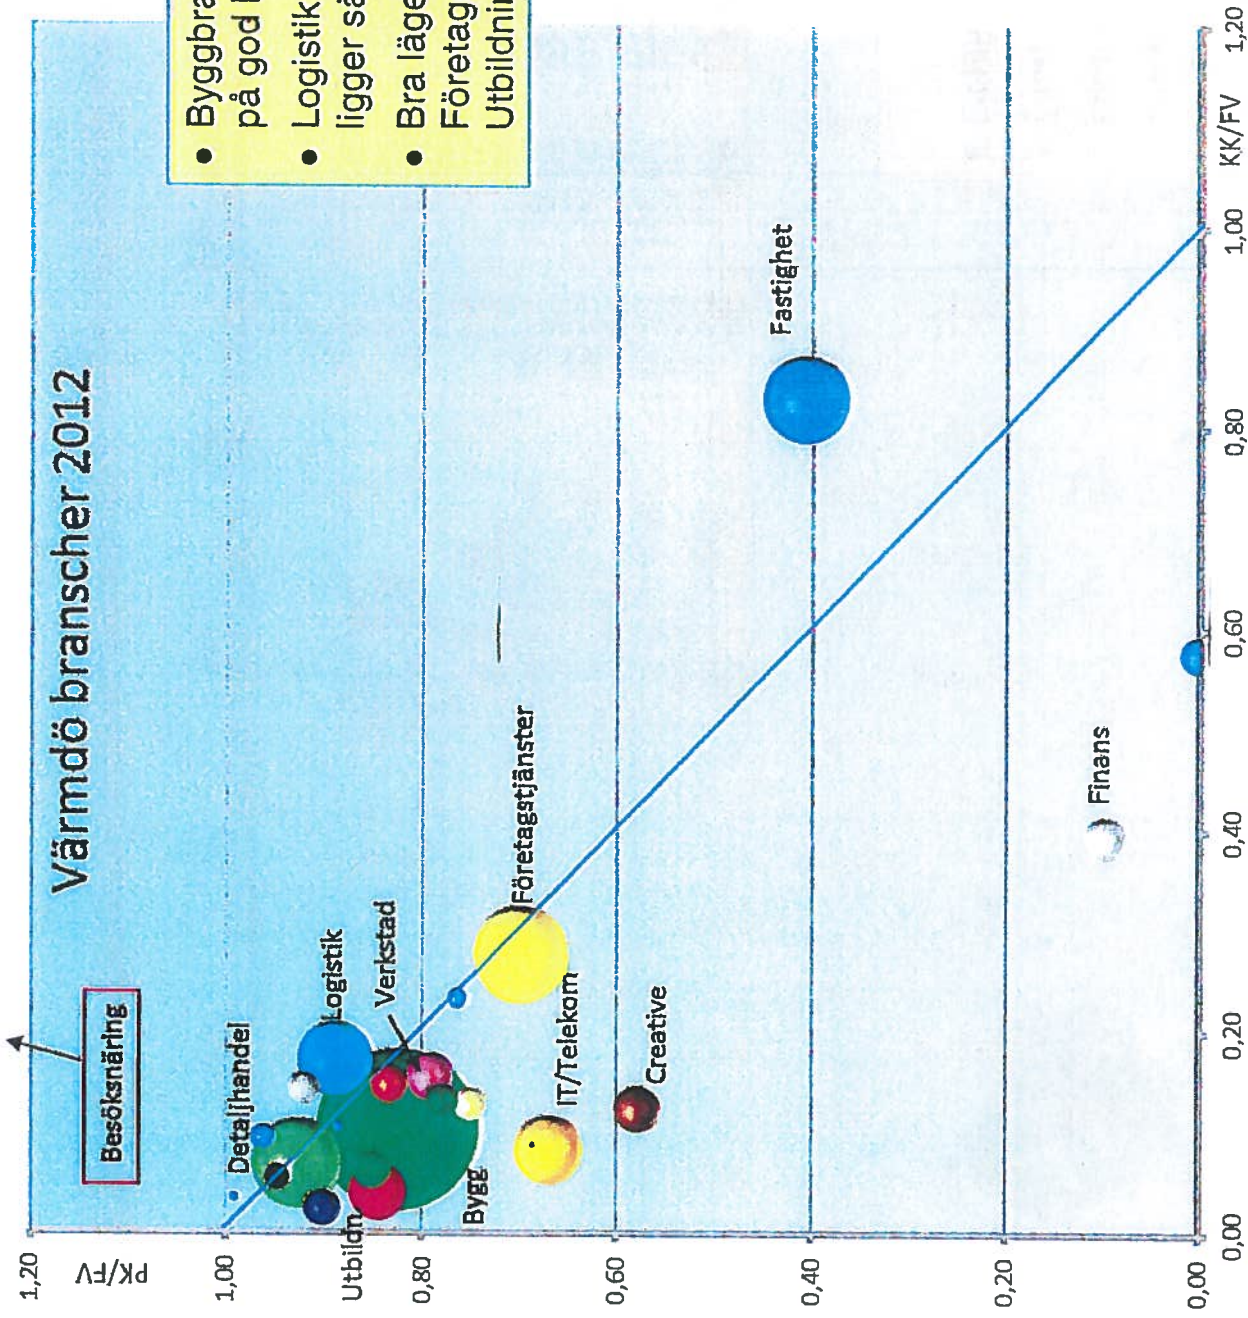 Värmdö branscher 2012
Besöksnäring
• Byggbra
på god
• Logistik
ligger sä
• Bra läge
Företag
Utbildnin
PK/FV
1,20
1,00
0,80
0,60
0,40
0,20
0,00
Detaljhandel
Logistik
Verkstad
Utbildn
Bygg
Företagstjänster
IT/Telekom
Creative
Fastighet
Finans
0,00
0,20
0,40
0,60
0,80
1,00
KK/FV
1,20